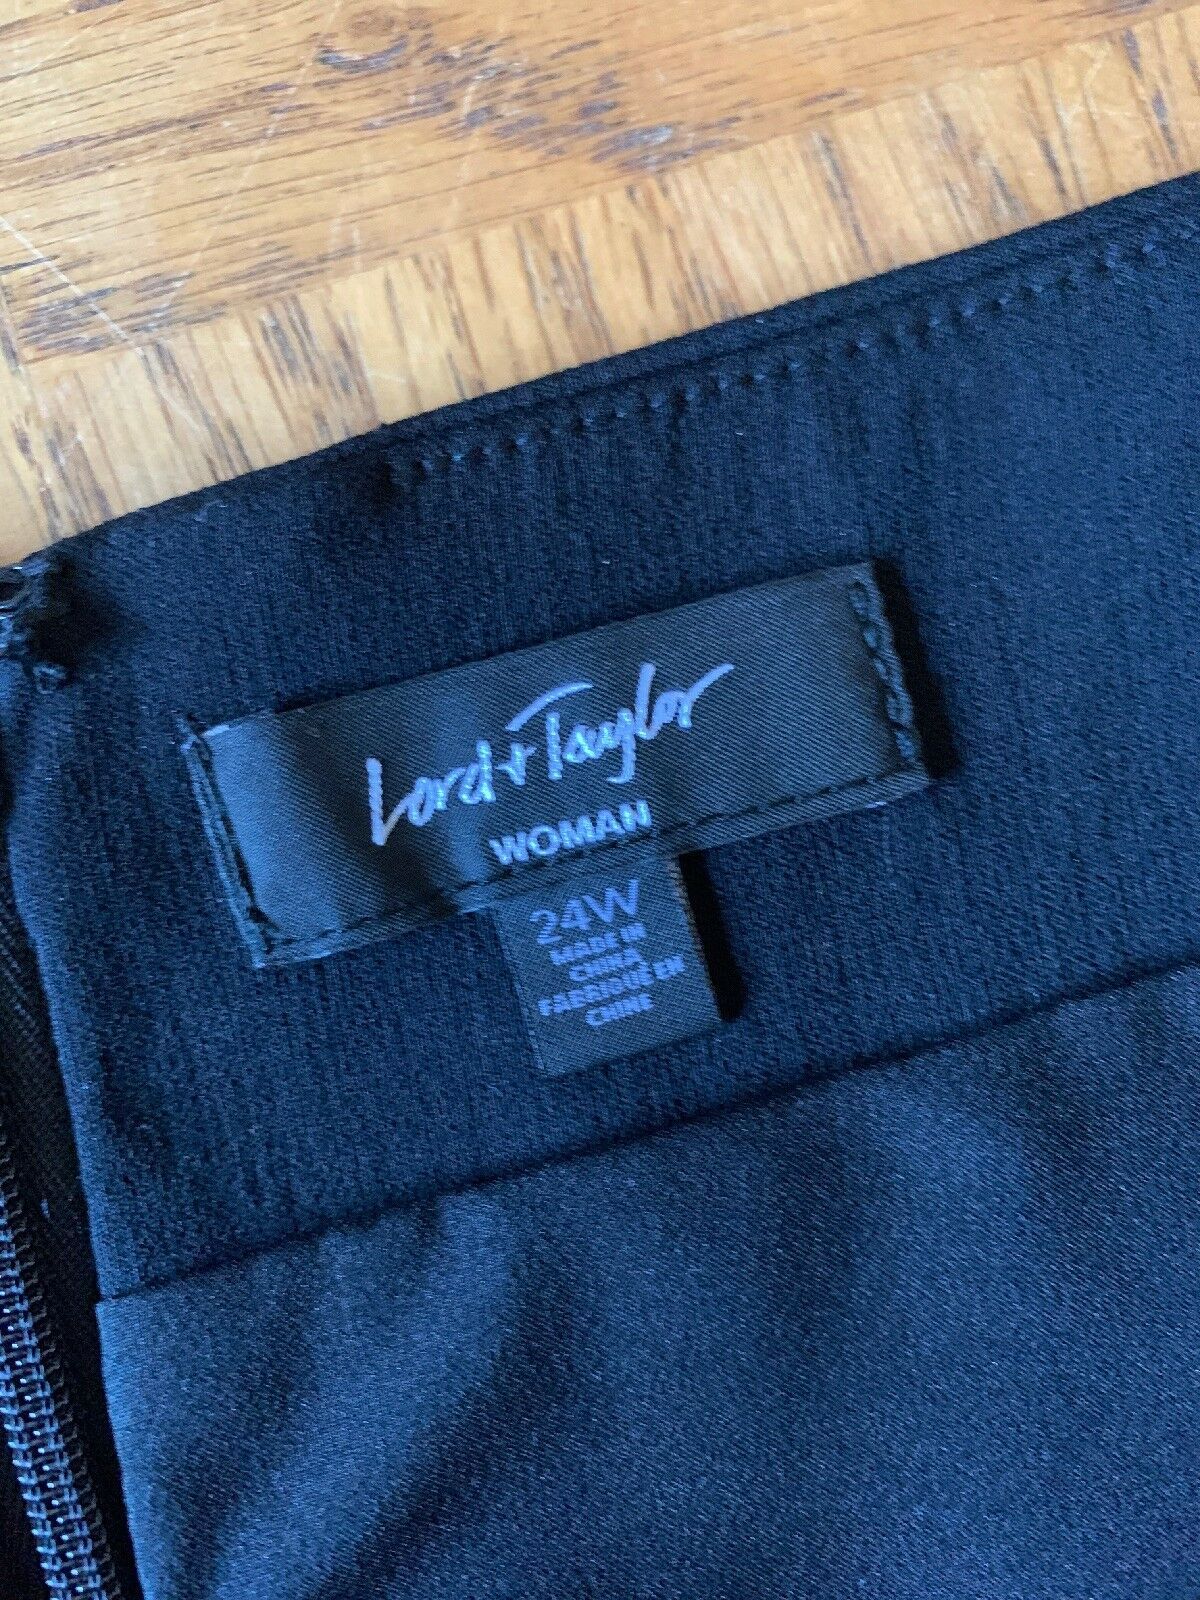 Lord + Taylor
WOMAN
24W
MADE IN
CHINA
FABRIQUÉ EN
CHINE